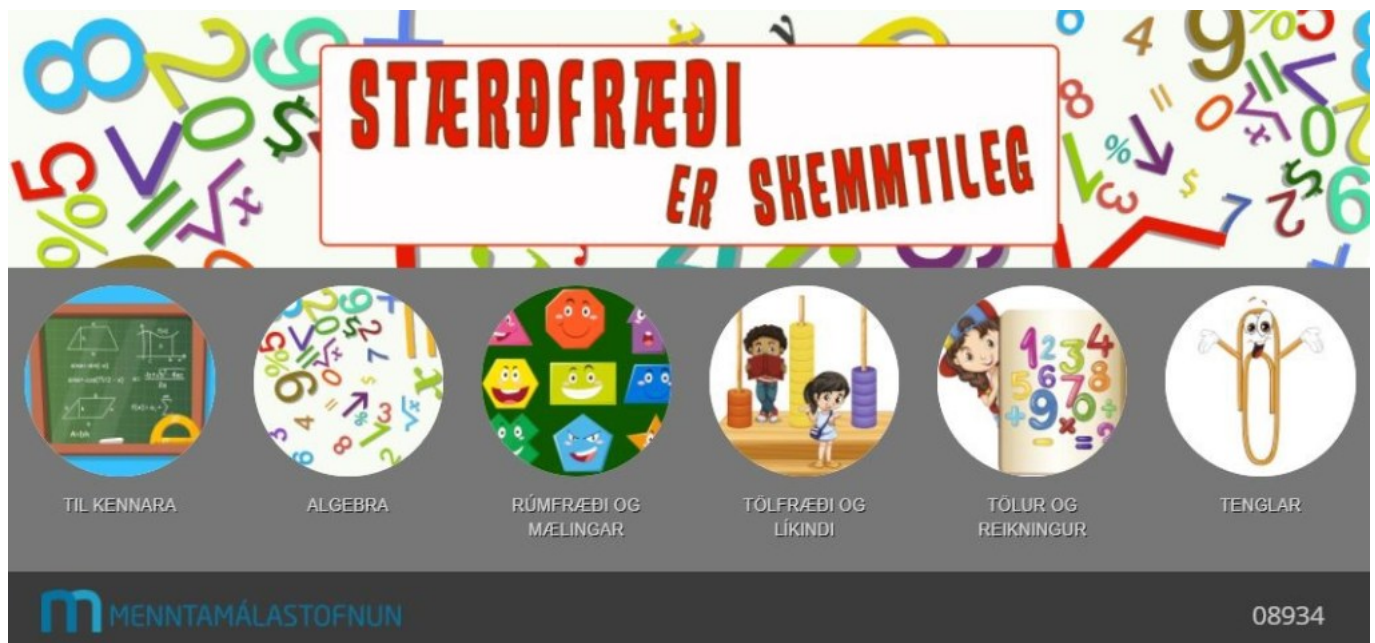 STÆRÐFRÆÐI
ER SKEMMTILEG
TIL KENNARA
ALGEBRA
RÚMFRÆÐI OG
MÆLINGAR
TÖLFRÆÐI OG
LÍKINDI
TÖLUR OG
REIKNINGUR
TENGLAR
MENNTAMÁLASTOFNUN
08934